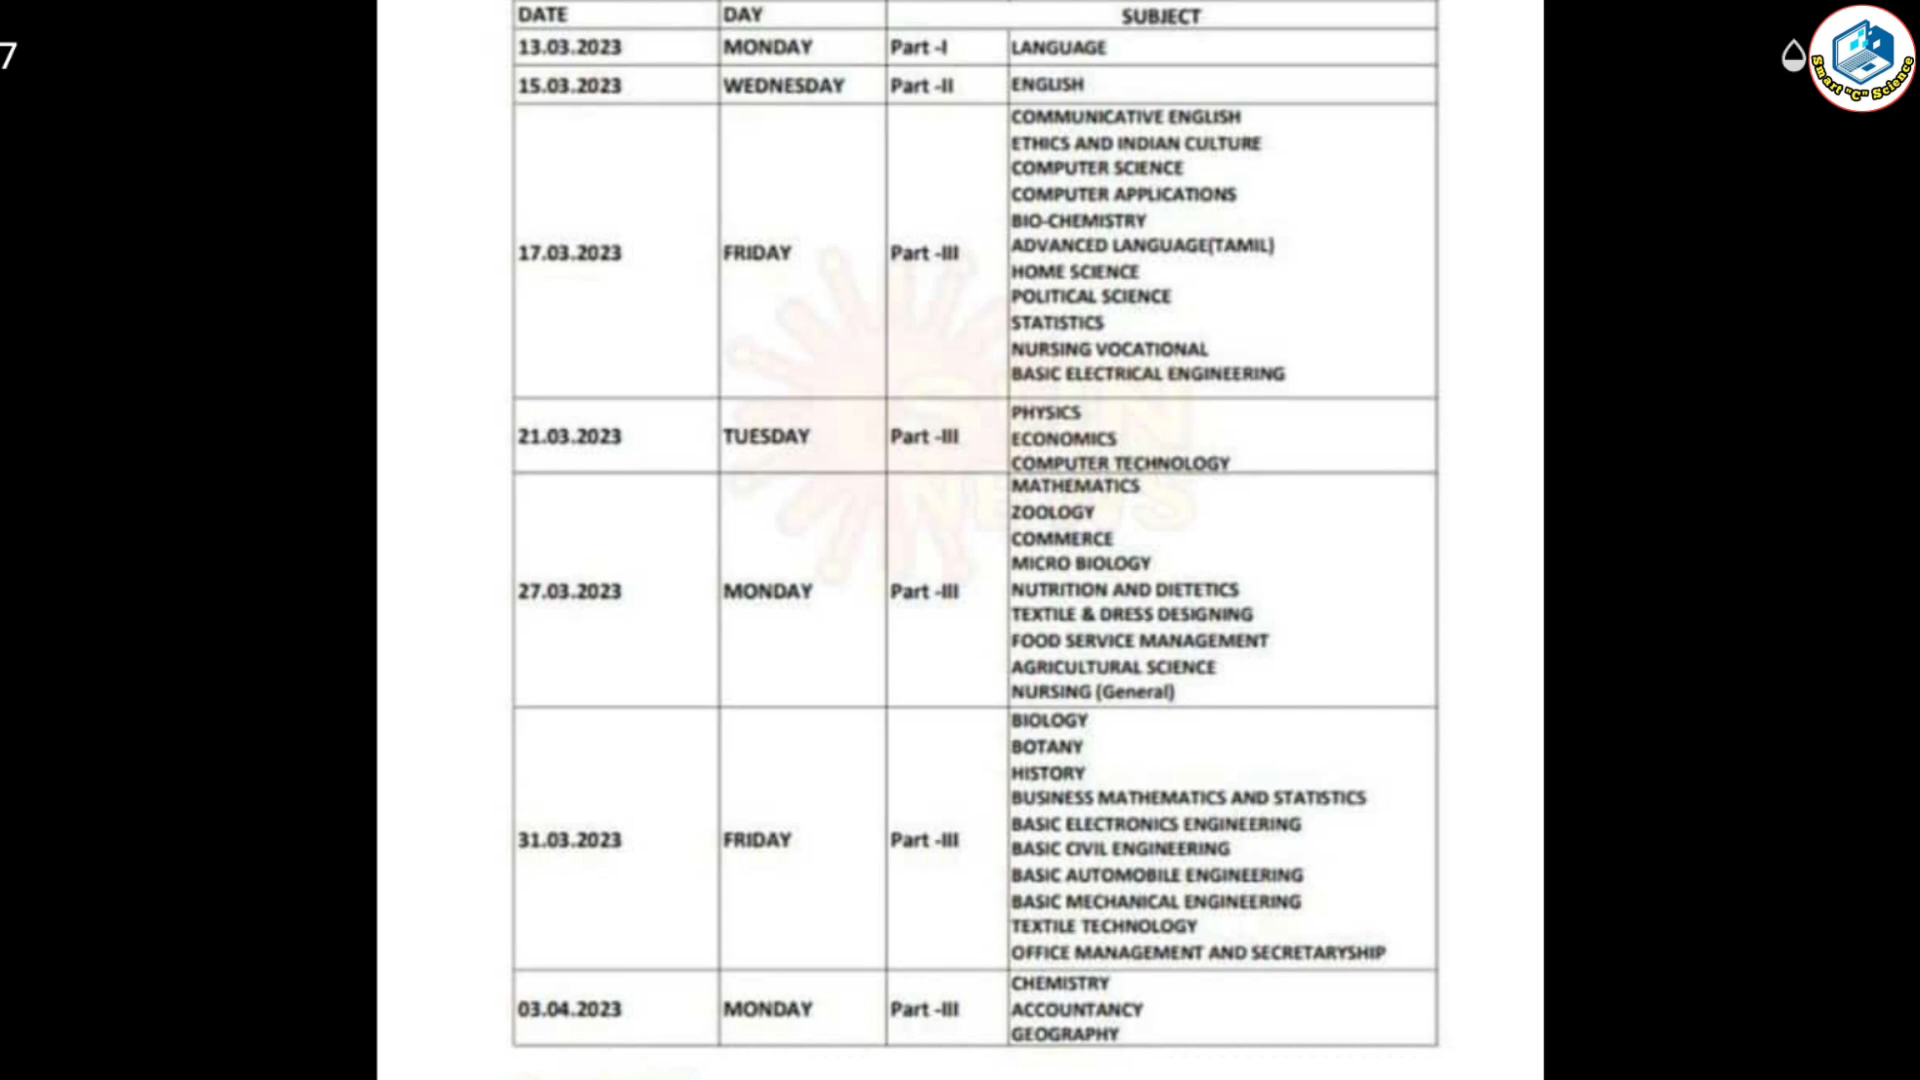 7
DATE DAY SUBJECT
13.03.2023 MONDAY Part -I LANGUAGE
15.03.2023 WEDNESDAY Part -II ENGLISH
17.03.2023 FRIDAY Part -III COMMUNICATIVE ENGLISH
ETHICS AND INDIAN CULTURE
COMPUTER SCIENCE
COMPUTER APPLICATIONS
BIO-CHEMISTRY
ADVANCED LANGUAGE(TAMIL)
HOME SCIENCE
POLITICAL SCIENCE
STATISTICS
NURSING VOCATIONAL
BASIC ELECTRICAL ENGINEERING
21.03.2023 TUESDAY Part -III PHYSICS
ECONOMICS
COMPUTER TECHNOLOGY
27.03.2023 MONDAY Part -III MATHEMATICS
ZOOLOGY
COMMERCE
MICRO BIOLOGY
NUTRITION AND DIETETICS
TEXTILE & DRESS DESIGNING
FOOD SERVICE MANAGEMENT
AGRICULTURAL SCIENCE
NURSING (General)
31.03.2023 FRIDAY Part -III BIOLOGY
BOTANY
HISTORY
BUSINESS MATHEMATICS AND STATISTICS
BASIC ELECTRONICS ENGINEERING
BASIC CIVIL ENGINEERING
BASIC AUTOMOBILE ENGINEERING
BASIC MECHANICAL ENGINEERING
TEXTILE TECHNOLOGY
OFFICE MANAGEMENT AND SECRETARYSHIP
03.04.2023 MONDAY Part -III CHEMISTRY
ACCOUNTANCY
GEOGRAPHY
SUN
NEWS
Smart "C" Science